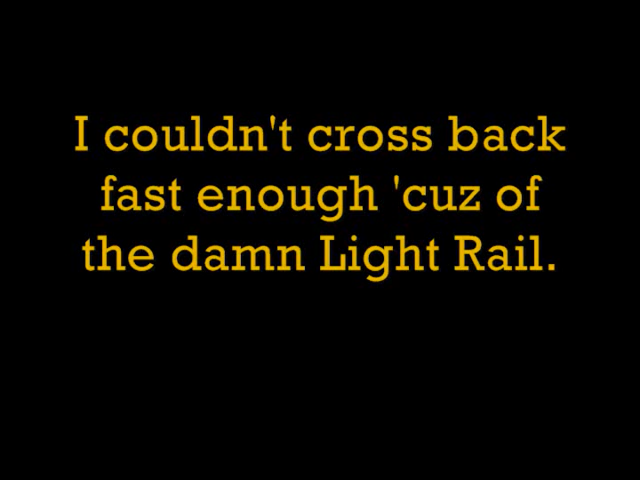 I couldn't cross back
fast enough 'cuz of
the damn Light Rail.